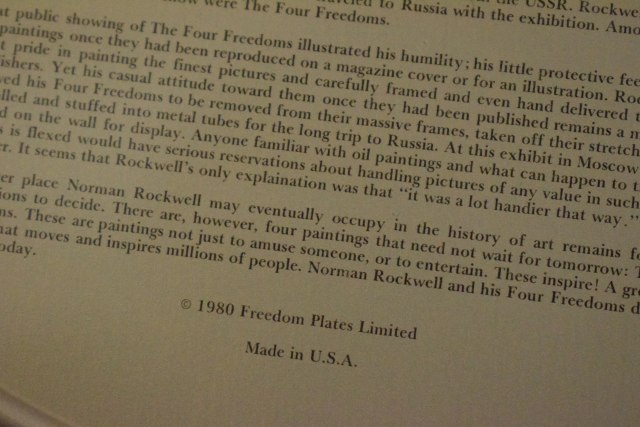 to Russia with the exhibition. Amo
were The Four Freedoms.
public showing of The Four Freedoms illustrated his humility; his little protective fee
paintings once they had been reproduced on a magazine cover or for an illustration. Ro
pride in painting the finest pictures and carefully framed and even hand delivered t
ishers. Yet his casual attitude toward them once they had been published remains a m
ved his Four Freedoms to be removed from their massive frames, taken off their stretch
lled and stuffed into metal tubes for the long trip to Russia. At this exhibit in Moscow
d on the wall for display. Anyone familiar with oil paintings and what can happen to
s is flexed would have serious reservations about handling pictures of any value in such
er. It seems that Rockwell's only explaination was that "it was a lot handier that way."
er place Norman Rockwell may eventually occupy in the history of art remains fo
ions to decide. There are, however, four paintings that need not wait for tomorrow: T
ns. These are paintings not just to amuse someone, or to entertain. These inspire! A gr
hat moves and inspires millions of people. Norman Rockwell and his Four Freedoms d
oday.
© 1980 Freedom Plates Limited
Made in U.S.A.